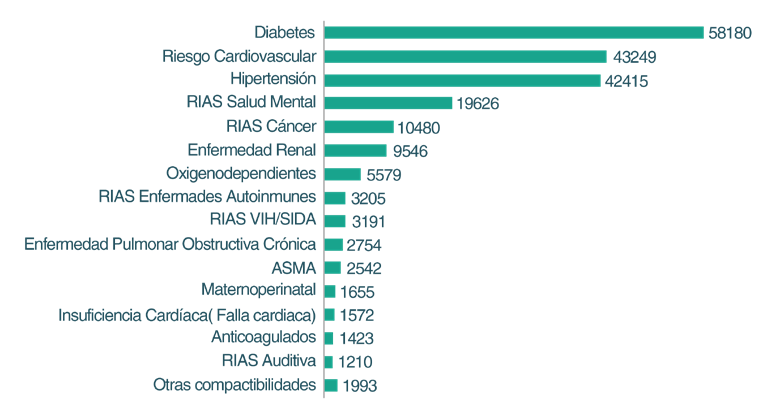 Diabetes 58180
Riesgo Cardiovascular 43249
Hipertensión 42415
RIAS Salud Mental 19626
RIAS Cáncer 10480
Enfermedad Renal 9546
Oxigenodependientes 5579
RIAS Enfermades Autoinmunes 3205
RIAS VIH/SIDA 3191
Enfermedad Pulmonar Obstructiva Crónica 2754
ASMA 2542
Maternoperinatal 1655
Insuficiencia Cardíaca( Falla cardiaca) 1572
Anticoagulados 1423
RIAS Auditiva 1210
Otras compactibilidades 1993